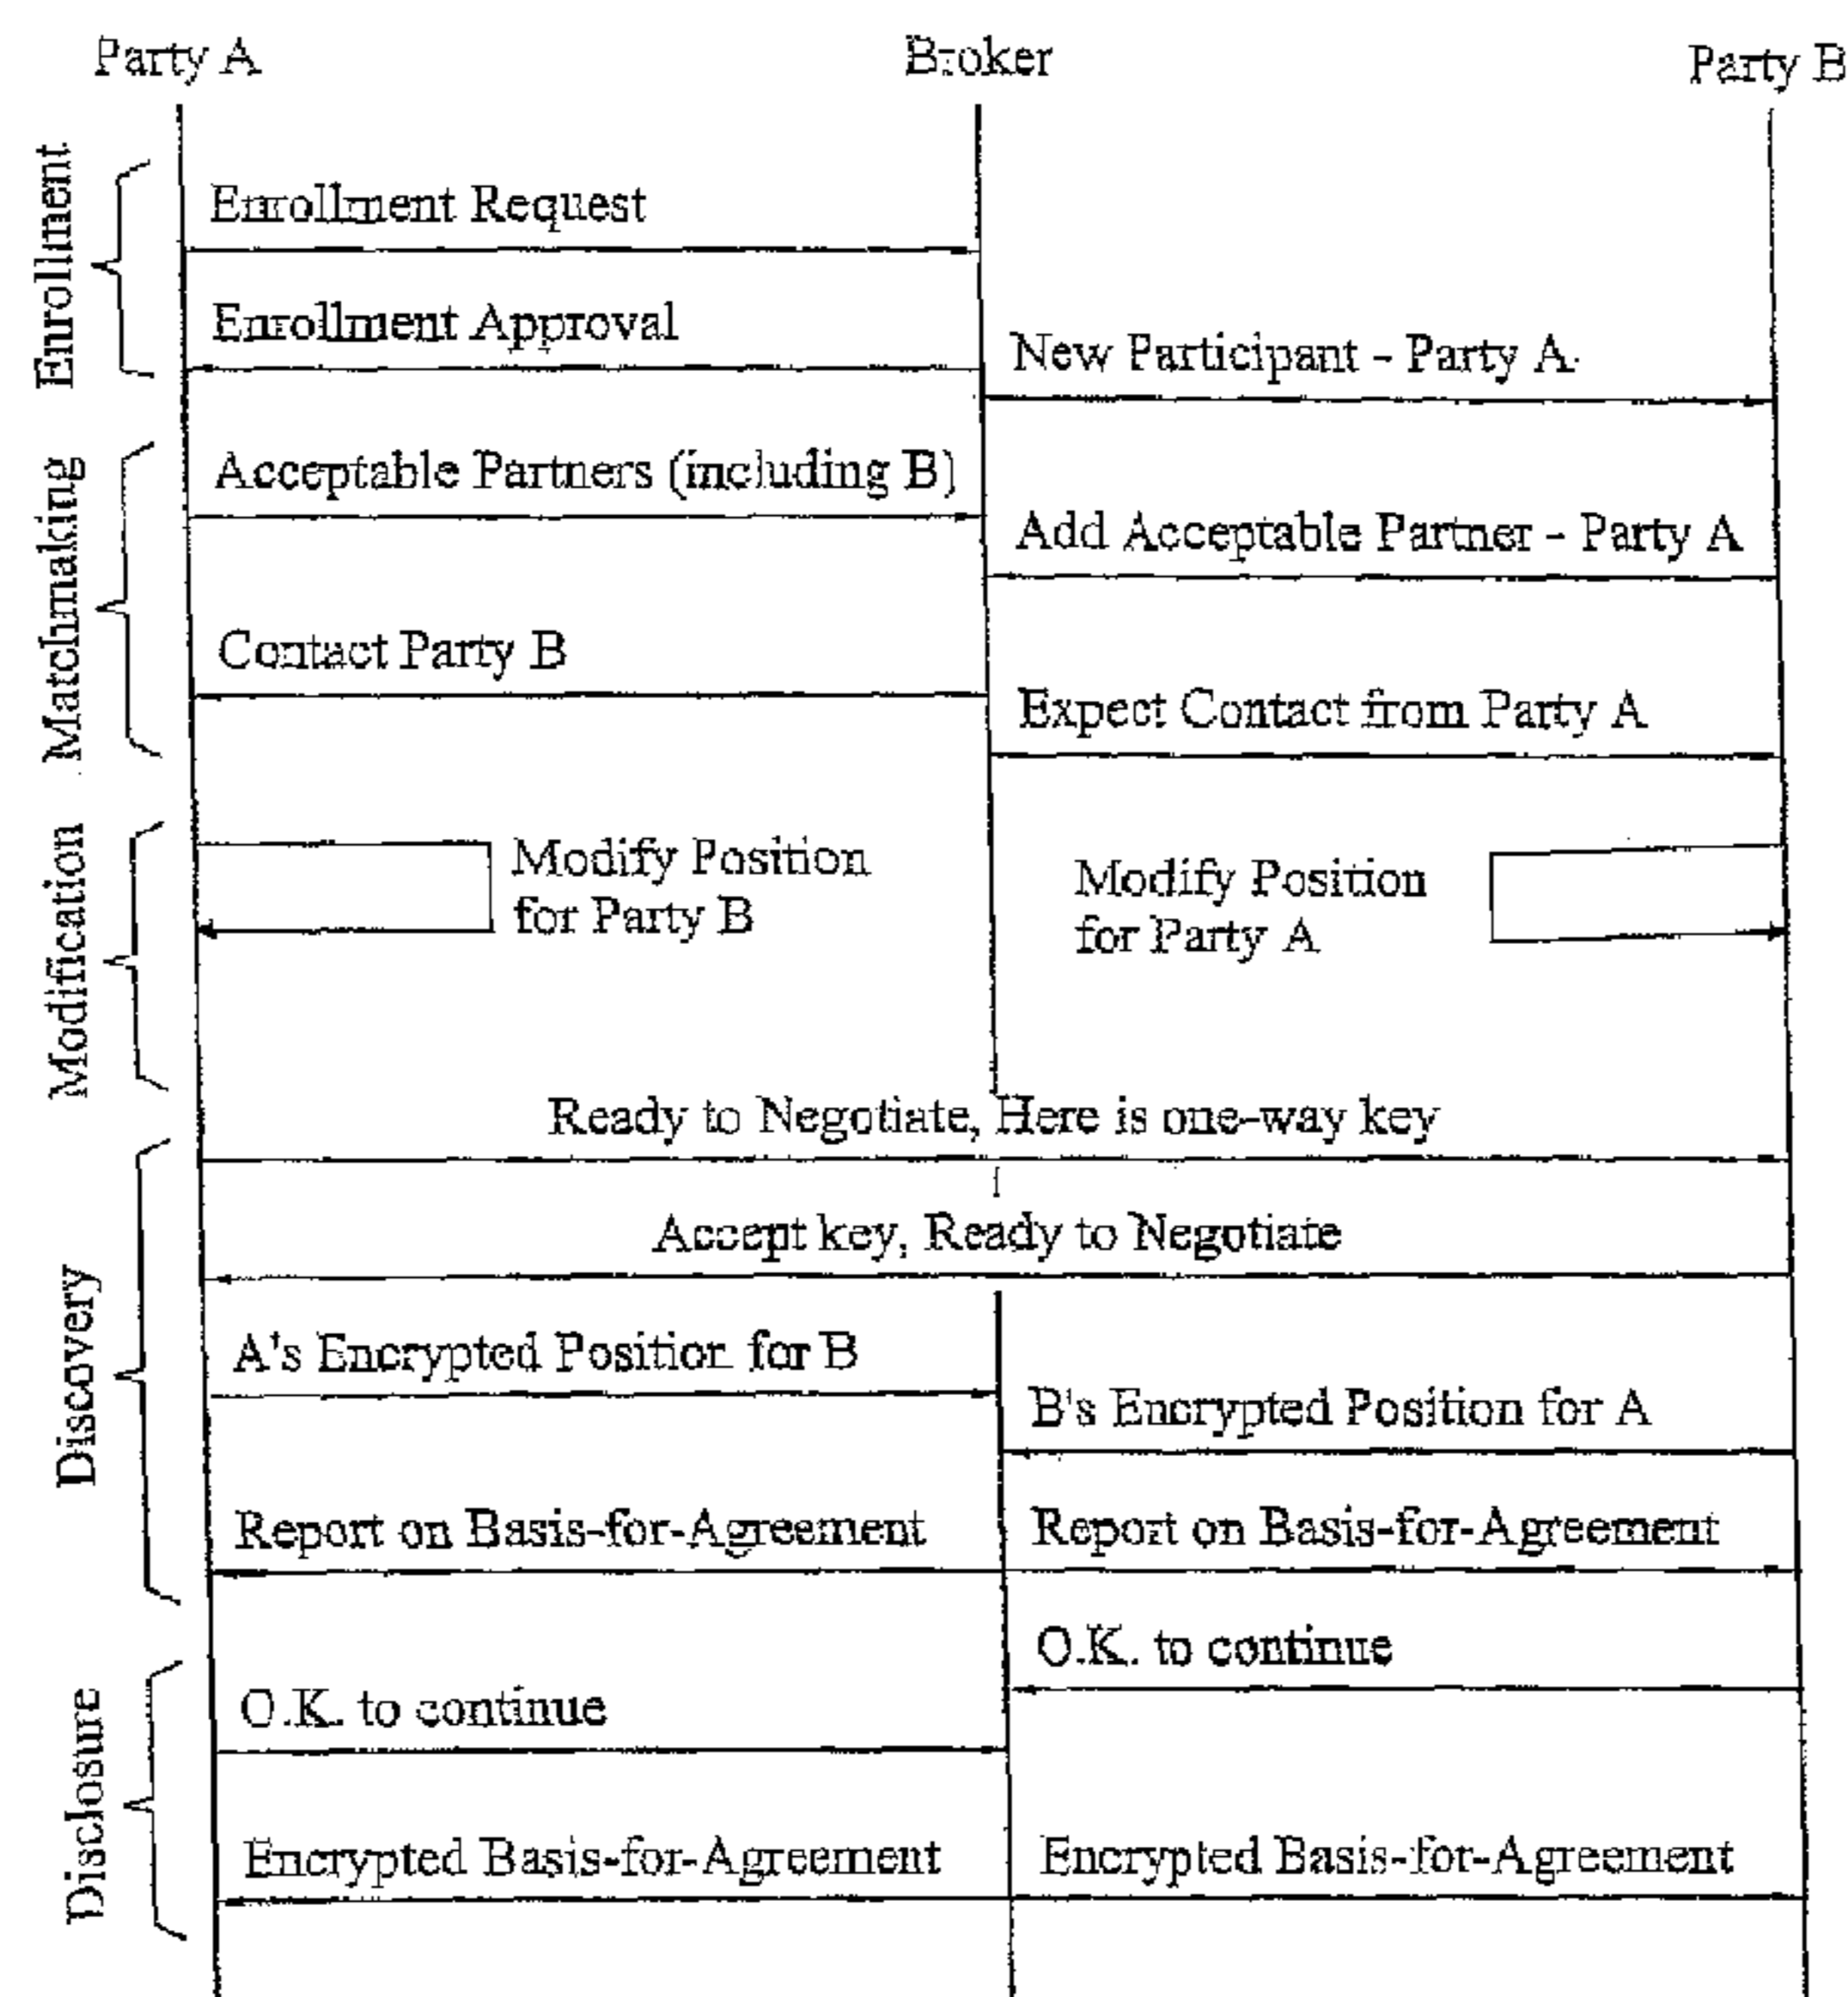 Party A
Broker
Party B
Enrollment
Enrollment Request
Enrollment Approval
New Participant - Party A
Matchmaking
Acceptable Partners (including B)
Add Acceptable Partner - Party A
Contact Party B
Expect Contact from Party A
Modification
Modify Position
for Party B
Modify Position
for Party A
Discovery
Ready to Negotiate, Here is one-way key
Accept key, Ready to Negotiate
A's Encrypted Position for B
B's Encrypted Position for A
Report on Basis-for-Agreement
Report on Basis-for-Agreement
Disclosure
O.K. to continue
O.K. to continue
Encrypted Basis-for-Agreement
Encrypted Basis-for-Agreement